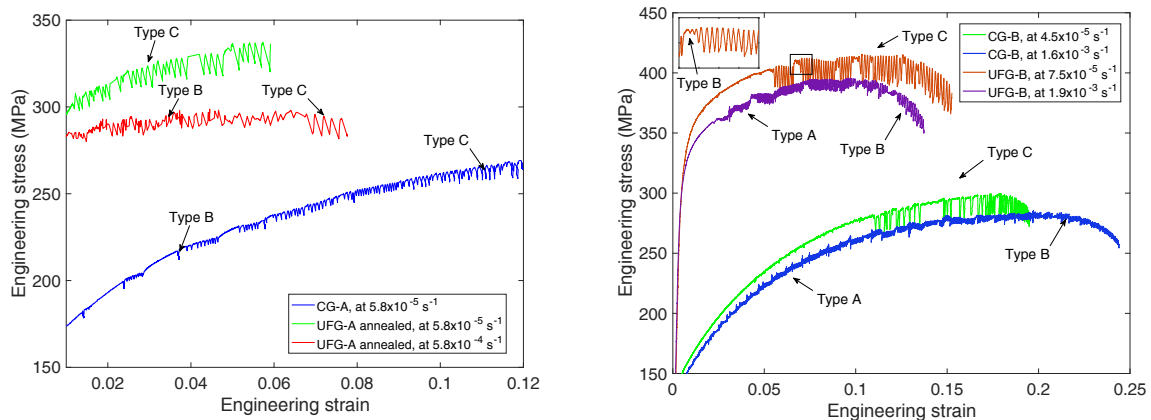 350
300
250
200
150
Engineering stress (MPa)
Type C
Type B
Type C
Type C
Type B
CG-A, at 5.8x10⁻⁵ s⁻¹
UFG-A annealed, at 5.8x10⁻⁵ s⁻¹
UFG-A annealed, at 5.8x10⁻⁴ s⁻¹
0.02 0.04 0.06 0.08 0.10 0.12
Engineering strain
450
400
350
300
250
200
150
Engineering stress (MPa)
Type B
Type C
CG-B, at 4.5x10⁻⁵ s⁻¹
CG-B, at 1.6x10⁻³ s⁻¹
UFG-B, at 7.5x10⁻⁵ s⁻¹
UFG-B, at 1.9x10⁻³ s⁻¹
Type A
Type B
Type C
Type B
Type A
0 0.05 0.1 0.15 0.2 0.25
Engineering strain